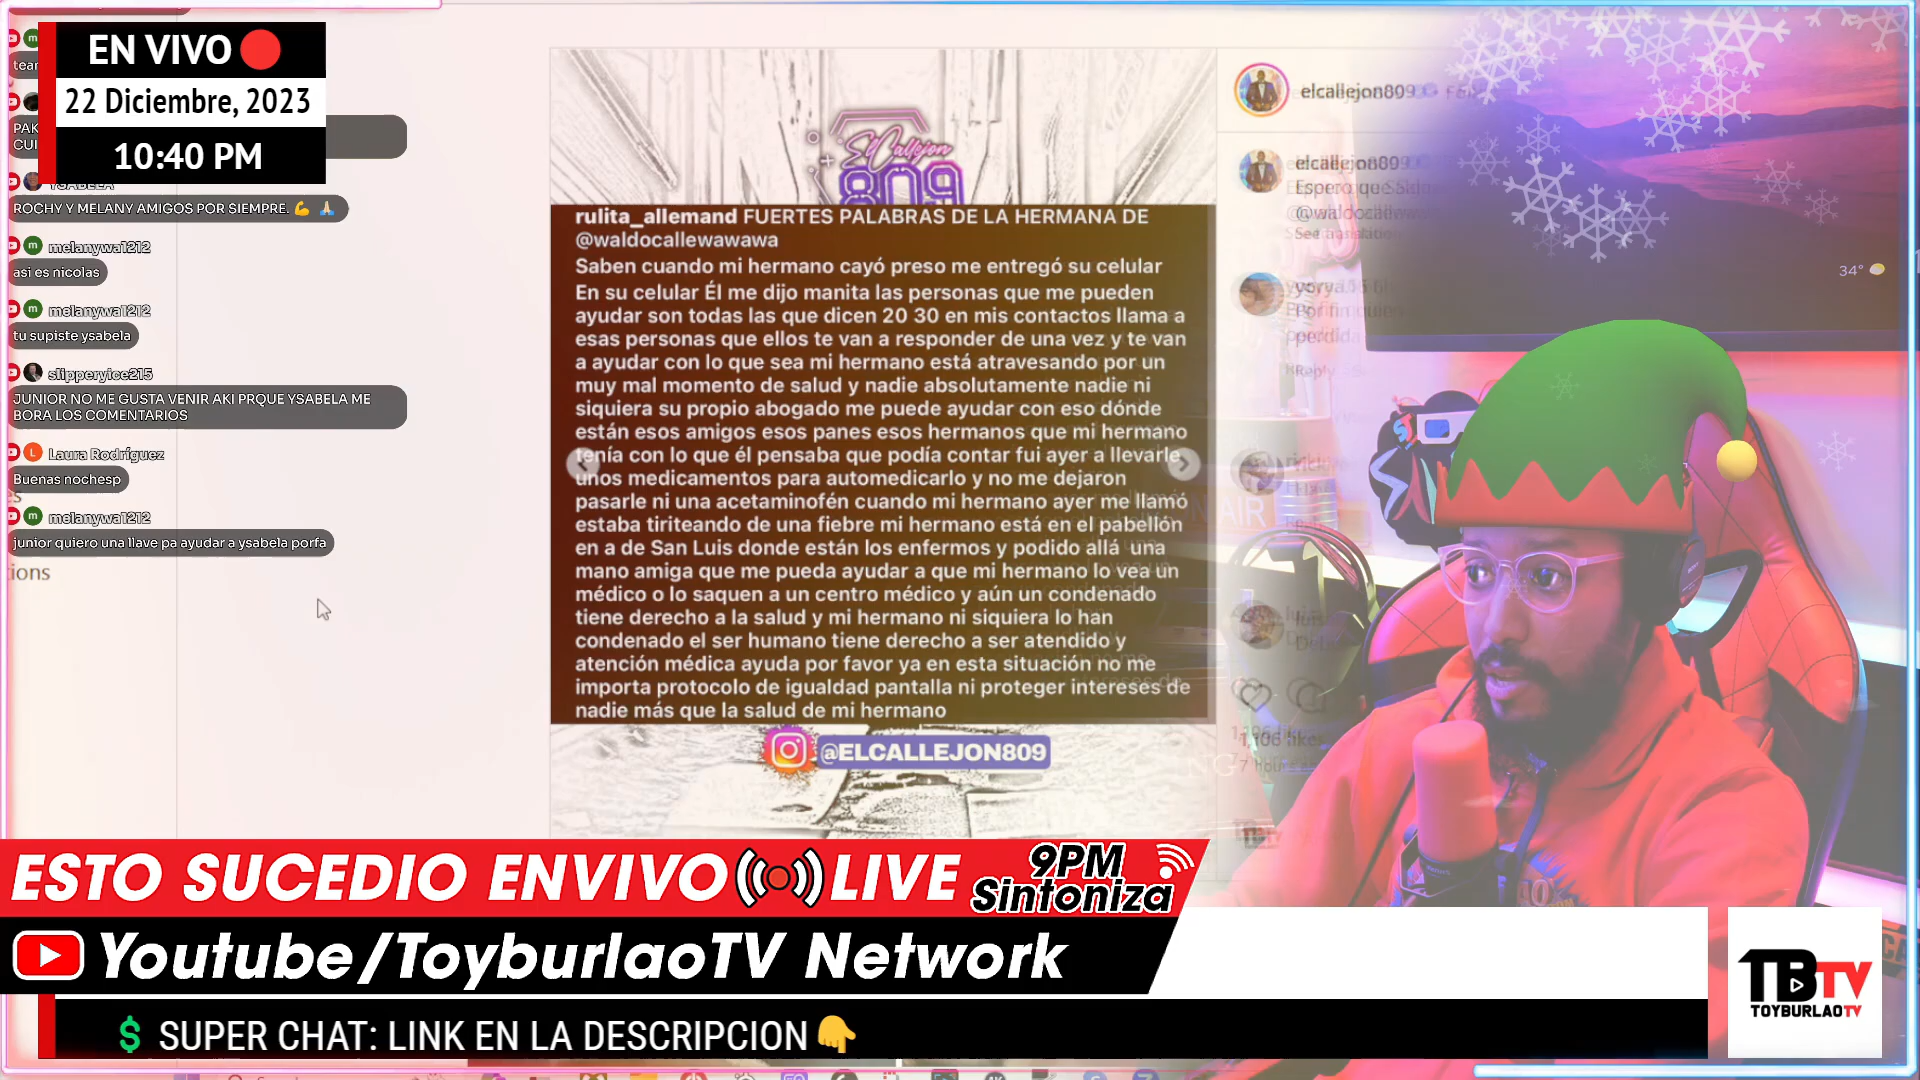 EN VIVO
22 Diciembre, 2023
10:40 PM
YSABELA
ROCHY Y MELANY AMIGOS POR SIEMPRE. 💪 🙏
melanywa1212
asi es nicolas
melanywa1212
tu supiste ysabela
slipperyice215
JUNIOR NO ME GUSTA VENIR AKI PRQUE YSABELA ME
BORA LOS COMENTARIOS
Laura Rodríguez
Buenas nochesp
melanywa1212
junior quiero una llave pa ayudar a ysabela porfa
ions
El Callejon
809
rulita_allemand FUERTES PALABRAS DE LA HERMANA DE
@waldocallewawawa
Saben cuando mi hermano cayó preso me entregó su celular
En su celular Él me dijo manita las personas que me pueden
ayudar son todas las que dicen 20 30 en mis contactos llama a
esas personas que ellos te van a responder de una vez y te van
a ayudar con lo que sea mi hermano está atravesando por un
muy mal momento de salud y nadie absolutamente nadie ni
siquiera su propio abogado me puede ayudar con eso dónde
están esos amigos esos panes esos hermanos que mi hermano
tenía con lo que él pensaba que podía contar fui ayer a llevarle
unos medicamentos para automedicarlo y no me dejaron
pasarle ni una acetaminofén cuando mi hermano ayer me llamó
estaba tiriteando de una fiebre mi hermano está en el pabellón
en a de San Luis donde están los enfermos y podido allá una
mano amiga que me pueda ayudar a que mi hermano lo vea un
médico o lo saquen a un centro médico y aún un condenado
tiene derecho a la salud y mi hermano ni siquiera lo han
condenado el ser humano tiene derecho a ser atendido y
atención médica ayuda por favor ya en esta situación no me
importa protocolo de igualdad pantalla ni proteger intereses de
nadie más que la salud de mi hermano
@ELCALLEJON809
elcallejon809
elcallejon809
Espero que
1,106 likes
34°
ESTO SUCEDIO ENVIVO LIVE
9PM
Sintoniza
Youtube/ToyburlaoTV Network
$ SUPER CHAT: LINK EN LA DESCRIPCION 👇
TBTV
TOYBURLAOTV